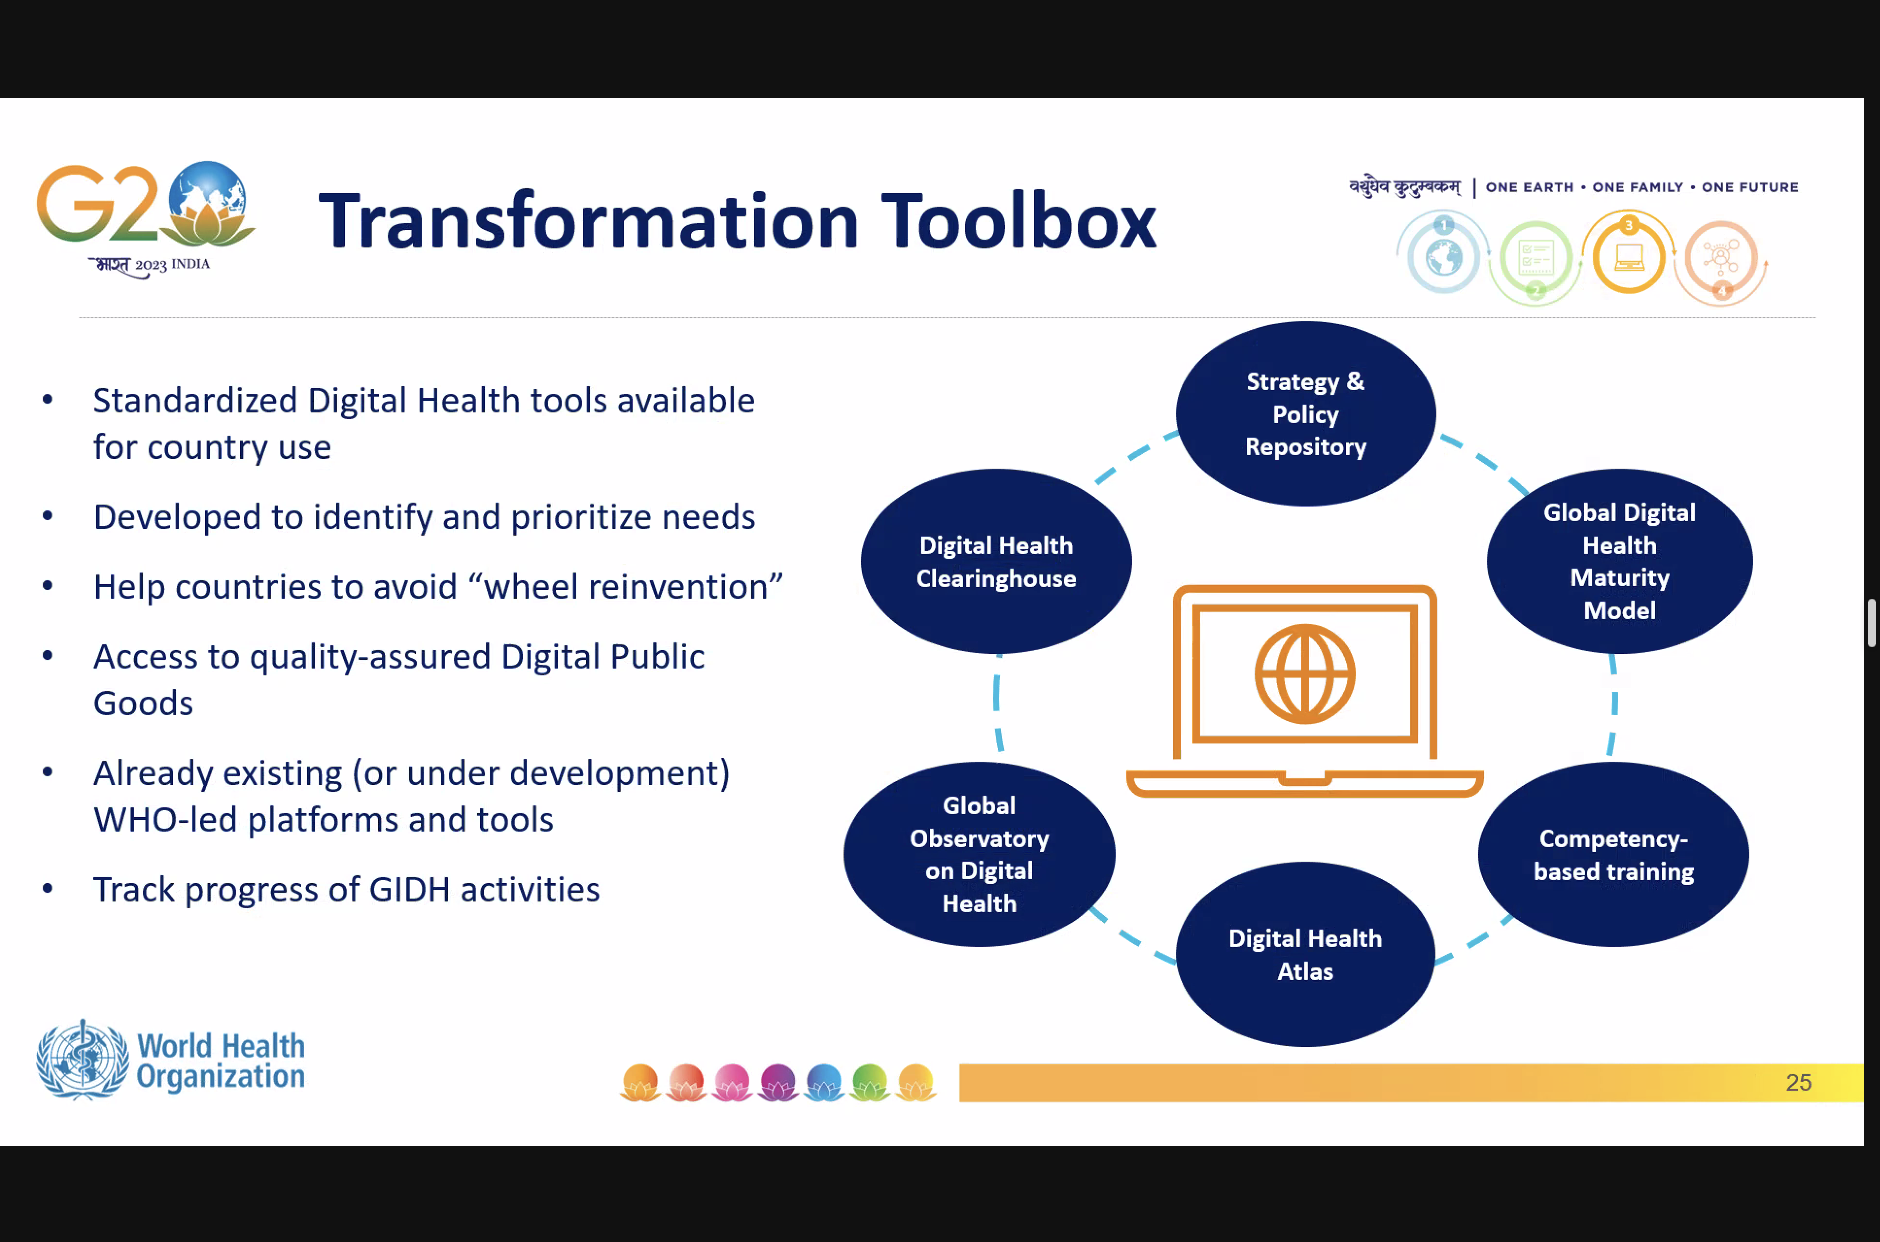 G20
भारत 2023 INDIA
Transformation Toolbox
वसुधैव कुटुम्बकम् | ONE EARTH • ONE FAMILY • ONE FUTURE
1
2
3
4
• Standardized Digital Health tools available
for country use
• Developed to identify and prioritize needs
• Help countries to avoid “wheel reinvention”
• Access to quality-assured Digital Public
Goods
• Already existing (or under development)
WHO-led platforms and tools
• Track progress of GIDH activities
Strategy &
Policy
Repository
Global Digital
Health
Maturity
Model
Competency-
based training
Digital Health
Atlas
Global
Observatory
on Digital
Health
Digital Health
Clearinghouse
World Health
Organization
25